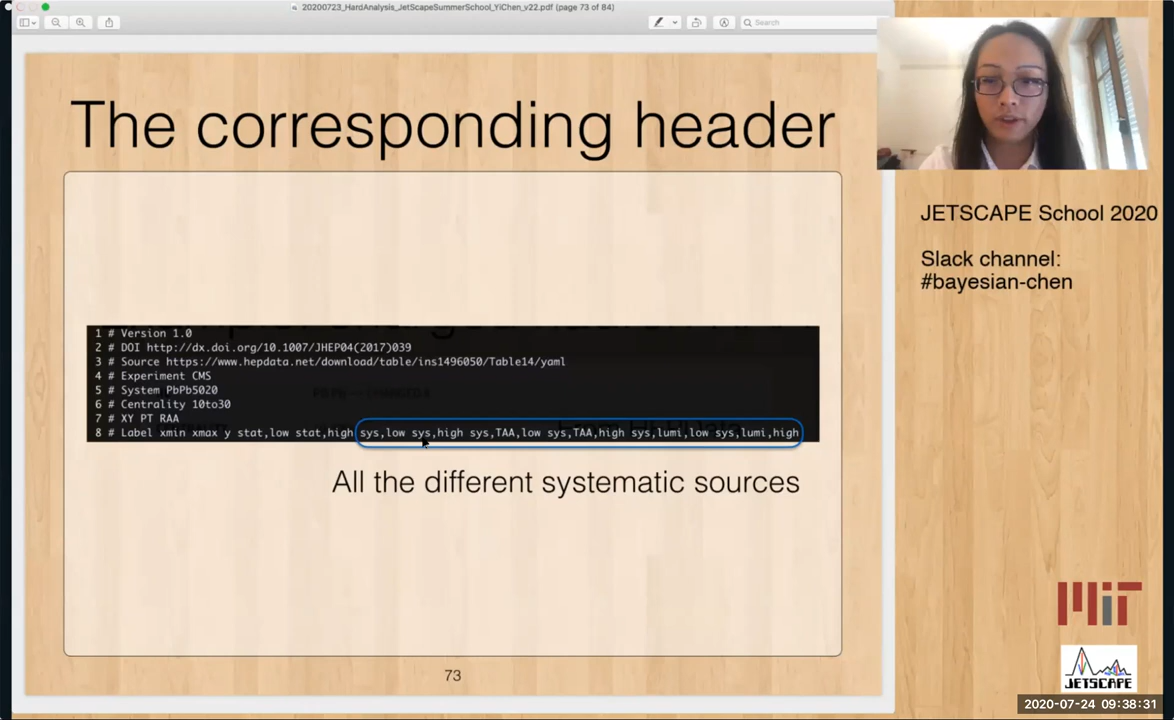 20200723_HardAnalysis_JetScapeSummerSchool_YiChen_v22.pdf (page 73 of 84)
Search
The corresponding header
1 # Version 1.0
2 # DOI http://dx.doi.org/10.1007/JHEP04(2017)039
3 # Source https://www.hepdata.net/download/table/ins1496050/Table14/yaml
4 # Experiment CMS
5 # System PbPb5020
6 # Centrality 10to30
7 # XY PT RAA
8 # Label xmin xmax y stat,low stat,high sys,low sys,high sys,TAA,low sys,TAA,high sys,lumi,low sys,lumi,high
All the different systematic sources
73
JETSCAPE School 2020
Slack channel:
#bayesian-chen
MIT
JETSCAPE
2020-07-24 09:38:31